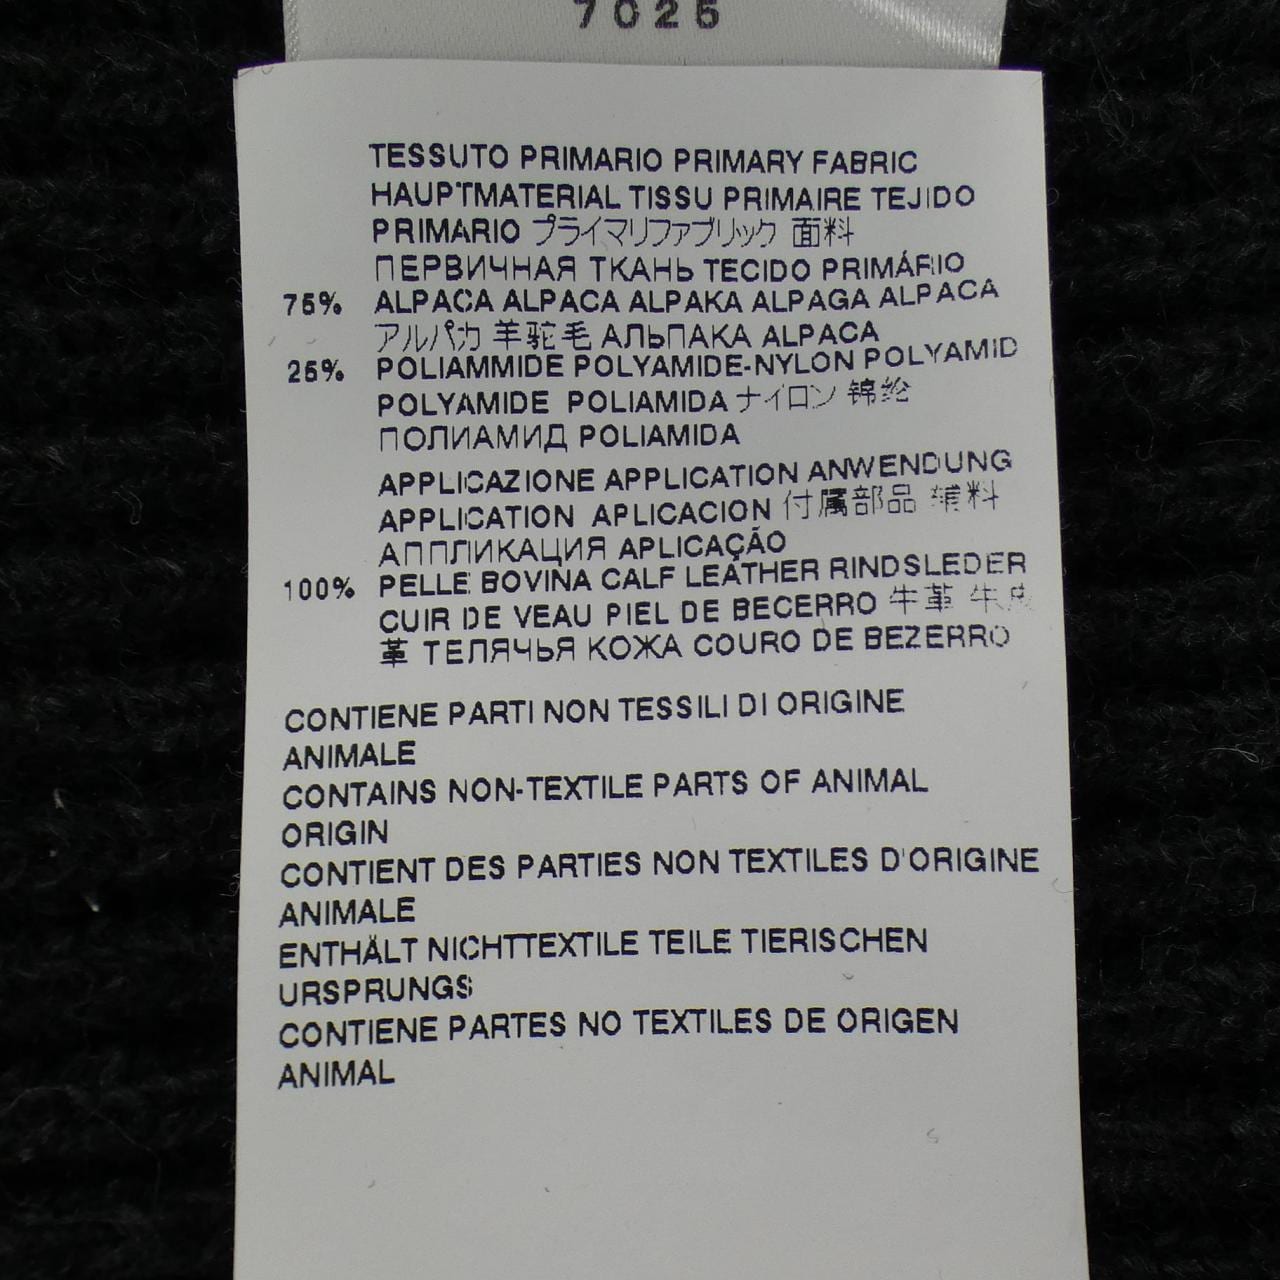 7025
TESSUTO PRIMARIO PRIMARY FABRIC
HAUPTMATERIAL TISSU PRIMAIRE TEJIDO
PRIMARIO プライマリファブリック 面料
ПЕРВИЧНАЯ ТКАНЬ TECIDO PRIMÁRIO
75% ALPACA ALPACA ALPAKA ALPAGA ALPACA
アルパカ 羊驼毛 АЛЬПАКА ALPACA
25% POLIAMMIDE POLYAMIDE-NYLON POLYAMID
POLYAMIDE POLIAMIDA ナイロン 锦纶
ПОЛИАМИД POLIAMIDA
APPLICAZIONE APPLICATION ANWENDUNG
APPLICATION APLICACION 付属部品 辅料
АППЛИКАЦИЯ APLICAÇÃO
100% PELLE BOVINA CALF LEATHER RINDSLEDER
CUIR DE VEAU PIEL DE BECERRO 牛革 牛皮
革 ТЕЛЯЧЬЯ КОЖА COURO DE BEZERRO
CONTIENE PARTI NON TESSILI DI ORIGINE
ANIMALE
CONTAINS NON-TEXTILE PARTS OF ANIMAL
ORIGIN
CONTIENT DES PARTIES NON TEXTILES D'ORIGINE
ANIMALE
ENTHÄLT NICHTTEXTILE TEILE TIERISCHEN
URSPRUNGS
CONTIENE PARTES NO TEXTILES DE ORIGEN
ANIMAL